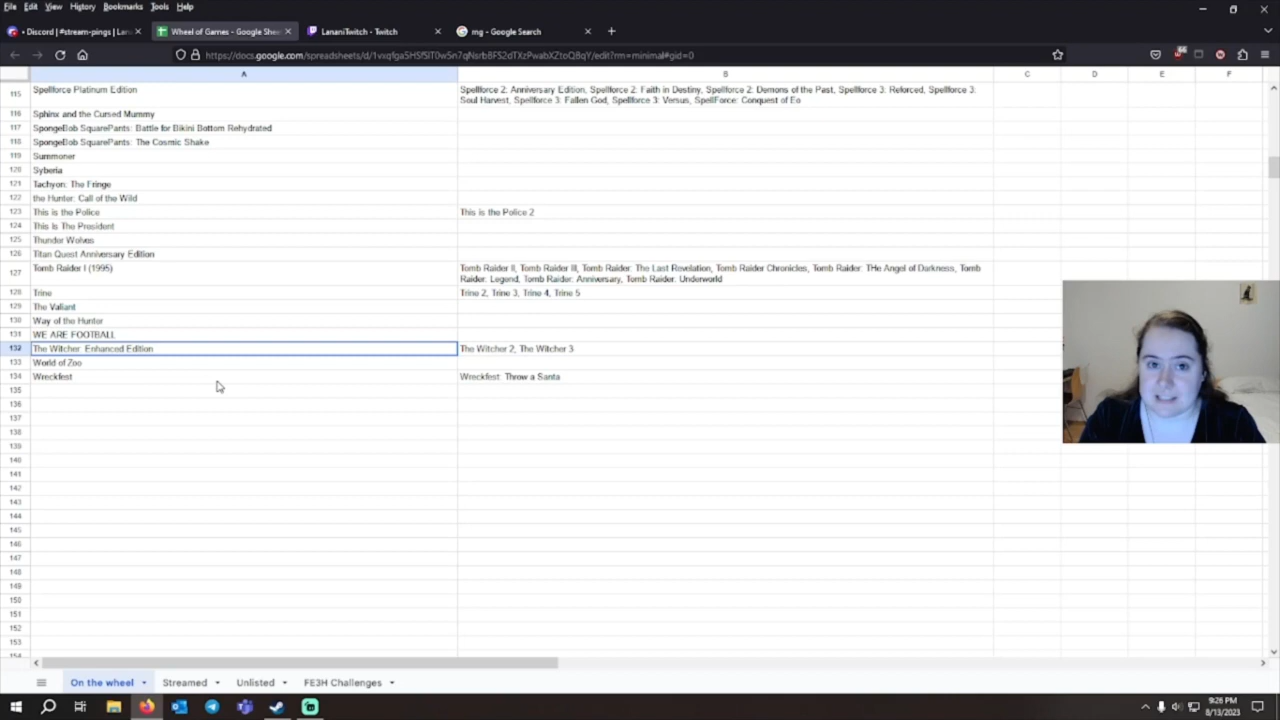 File Edit View History Bookmarks Tools Help
• Discord | #stream-pings | Lan Wheel of Games - Google She LananiTwitch - Twitch rng - Google Search
A B C D E F
115 Spellforce Platinum Edition Spellforce 2: Anniversary Edition, Spellforce 2: Faith in Destiny, Spellforce 2: Demons of the Past, Spellforce 3: Reforced, Spellforce 3:
Soul Harvest, Spellforce 3: Fallen God, Spellforce 3: Versus, SpellForce: Conquest of Eo
116 Sphinx and the Cursed Mummy
117 SpongeBob SquarePants: Battle for Bikini Bottom Rehydrated
118 SpongeBob SquarePants: The Cosmic Shake
119 Summoner
120 Syberia
121 Tachyon: The Fringe
122 the Hunter: Call of the Wild
123 This is the Police This is the Police 2
124 This Is The President
125 Thunder Wolves
126 Titan Quest Anniversary Edition
127 Tomb Raider I (1995) Tomb Raider II, Tomb Raider III, Tomb Raider: The Last Revelation, Tomb Raider Chronicles, Tomb Raider: THe Angel of Darkness, Tomb
Raider: Legend, Tomb Raider: Anniversary, Tomb Raider: Underworld
128 Trine Trine 2, Trine 3, Trine 4, Trine 5
129 The Valiant
130 Way of the Hunter
131 WE ARE FOOTBALL
132 The Witcher: Enhanced Edition The Witcher 2, The Witcher 3
133 World of Zoo
134 Wreckfest Wreckfest: Throw a Santa
135
136
137
138
139
140
141
142
143
144
145
146
147
148
149
150
151
152
153
154
On the wheel Streamed Unlisted FE3H Challenges
9:26 PM
8/13/2023